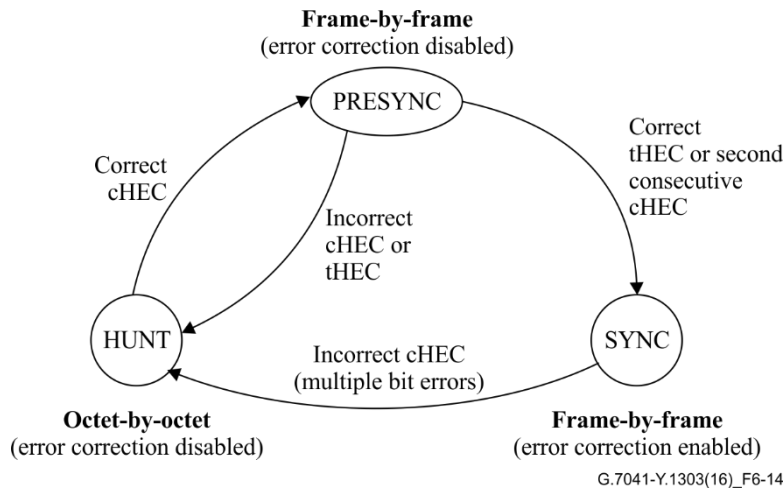 Frame-by-frame
(error correction disabled)
PRESYNC
Correct
cHEC
Incorrect
cHEC or
tHEC
Correct
tHEC or second
consecutive
cHEC
HUNT
Incorrect cHEC
(multiple bit errors)
SYNC
Octet-by-octet
(error correction disabled)
Frame-by-frame
(error correction enabled)
G.7041-Y.1303(16)_F6-14